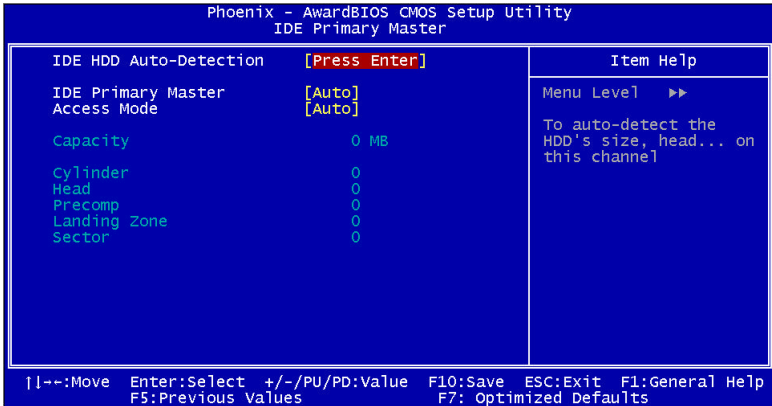 Phoenix - AwardBIOS CMOS Setup Utility
IDE Primary Master
IDE HDD Auto-Detection [Press Enter]
IDE Primary Master [Auto]
Access Mode [Auto]
Capacity 0 MB
Cylinder 0
Head 0
Precomp 0
Landing Zone 0
Sector 0
Item Help
Menu Level ▶▶
To auto-detect the
HDD's size, head... on
this channel
↑↓→←:Move Enter:Select +/-/PU/PD:Value F10:Save ESC:Exit F1:General Help
F5:Previous Values F7: Optimized Defaults